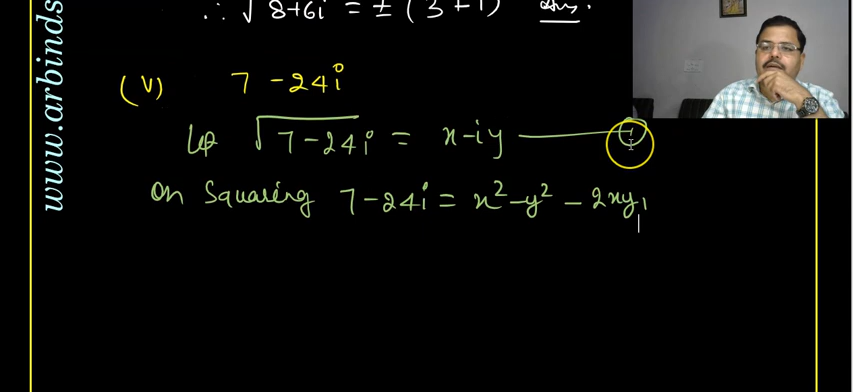 ∴ √8+6i = ± (3+i) Ans.
(V) 7 - 24i
Let √7-24i = x-iy ——— ①
On Squaring 7-24i = x² - y² - 2xyi
www.arbinds